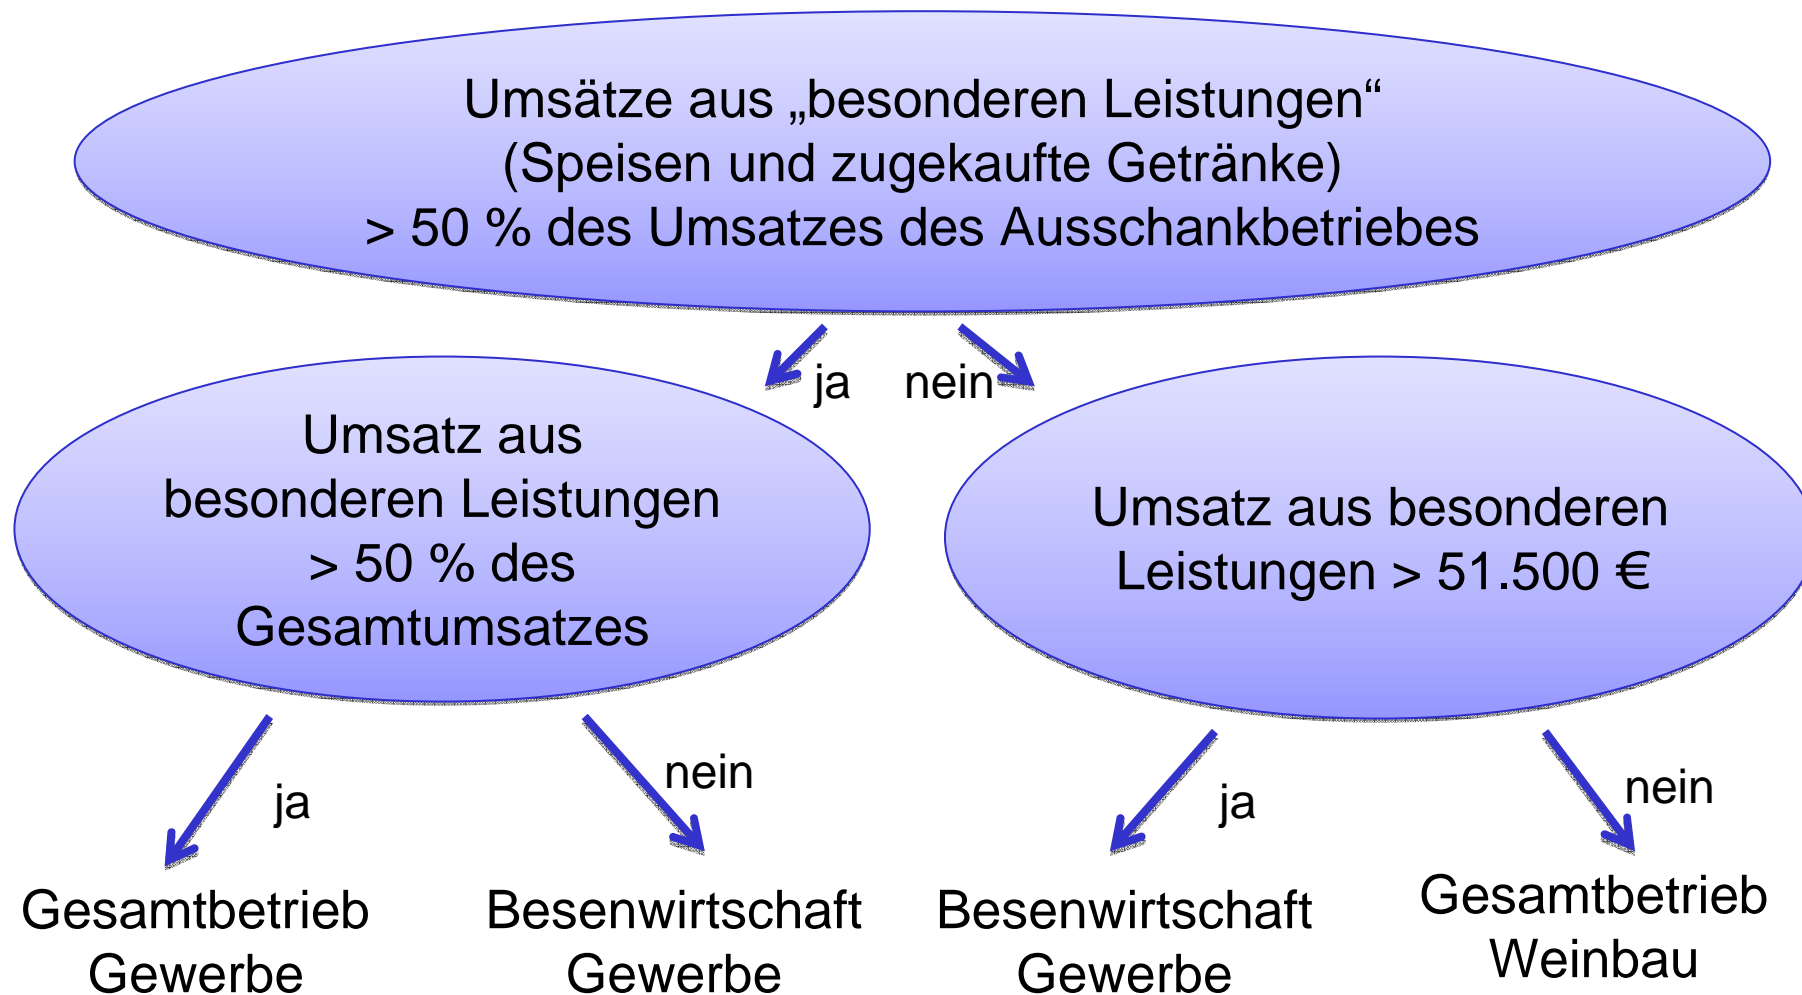 Umsätze aus „besonderen Leistungen“
(Speisen und zugekaufte Getränke)
> 50 % des Umsatzes des Ausschankbetriebes
ja
nein
Umsatz aus
besonderen Leistungen
> 50 % des
Gesamtumsatzes
Umsatz aus besonderen
Leistungen > 51.500 €
ja
nein
ja
nein
Gesamtbetrieb
Gewerbe
Besenwirtschaft
Gewerbe
Besenwirtschaft
Gewerbe
Gesamtbetrieb
Weinbau